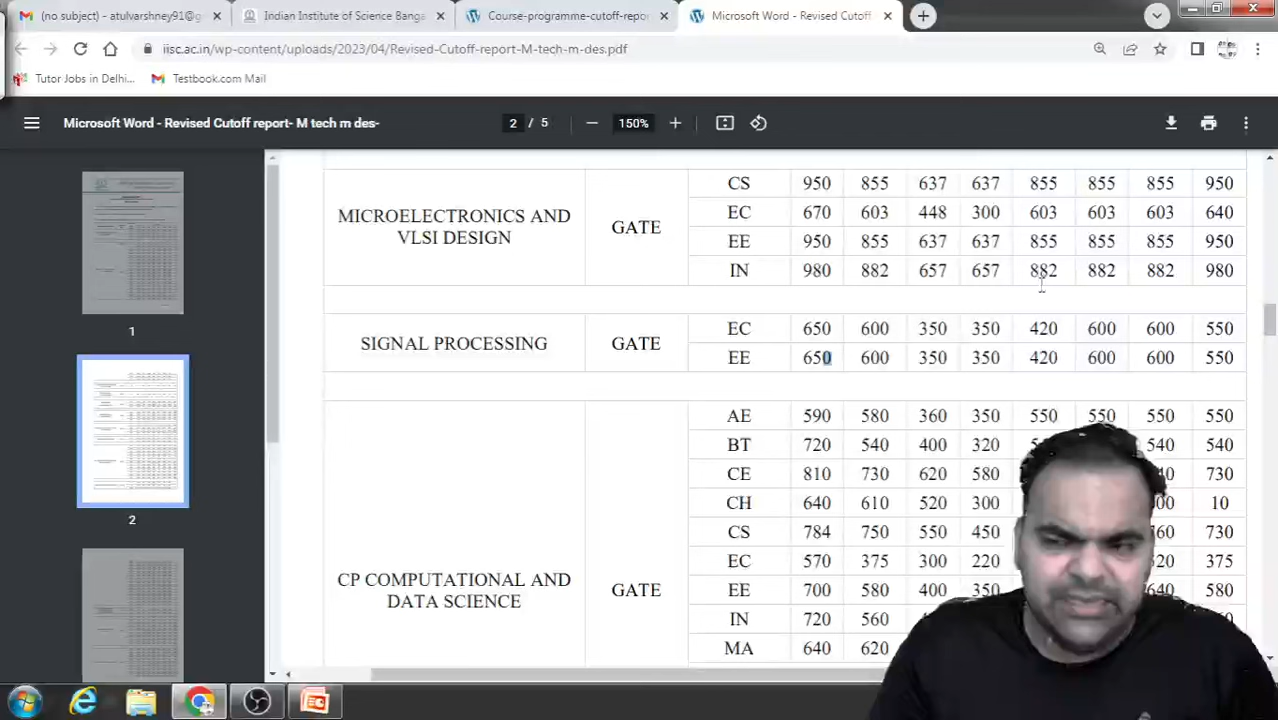 (no subject) - atulvarshney91@g
Indian Institute of Science Banga
Course-programme-cutoff-repo
Microsoft Word - Revised Cutoff
iisc.ac.in/wp-content/uploads/2023/04/Revised-Cutoff-report-M-tech-m-des.pdf
Tutor Jobs in Delhi...
Testbook.com Mail
Microsoft Word - Revised Cutoff report- M tech m des-
2 / 5
150%
CS 950 855 637 637 855 855 855 950
MICROELECTRONICS AND
VLSI DESIGN
GATE
EC 670 603 448 300 603 603 603 640
EE 950 855 637 637 855 855 855 950
IN 980 882 657 657 882 882 882 980
SIGNAL PROCESSING
GATE
EC 650 600 350 350 420 600 600 550
EE 650 600 350 350 420 600 600 550
AE 590 580 360 350 550 550 550 550
BT 720 540 400 320 540 540
CE 810 730 620 580 730
CH 640 610 520 300 10
CS 784 750 550 450 730
EC 570 375 300 220 375
CP COMPUTATIONAL AND
DATA SCIENCE
GATE
EE 700 580 400 350 640 580
IN 720 560
MA 640 620
1
2